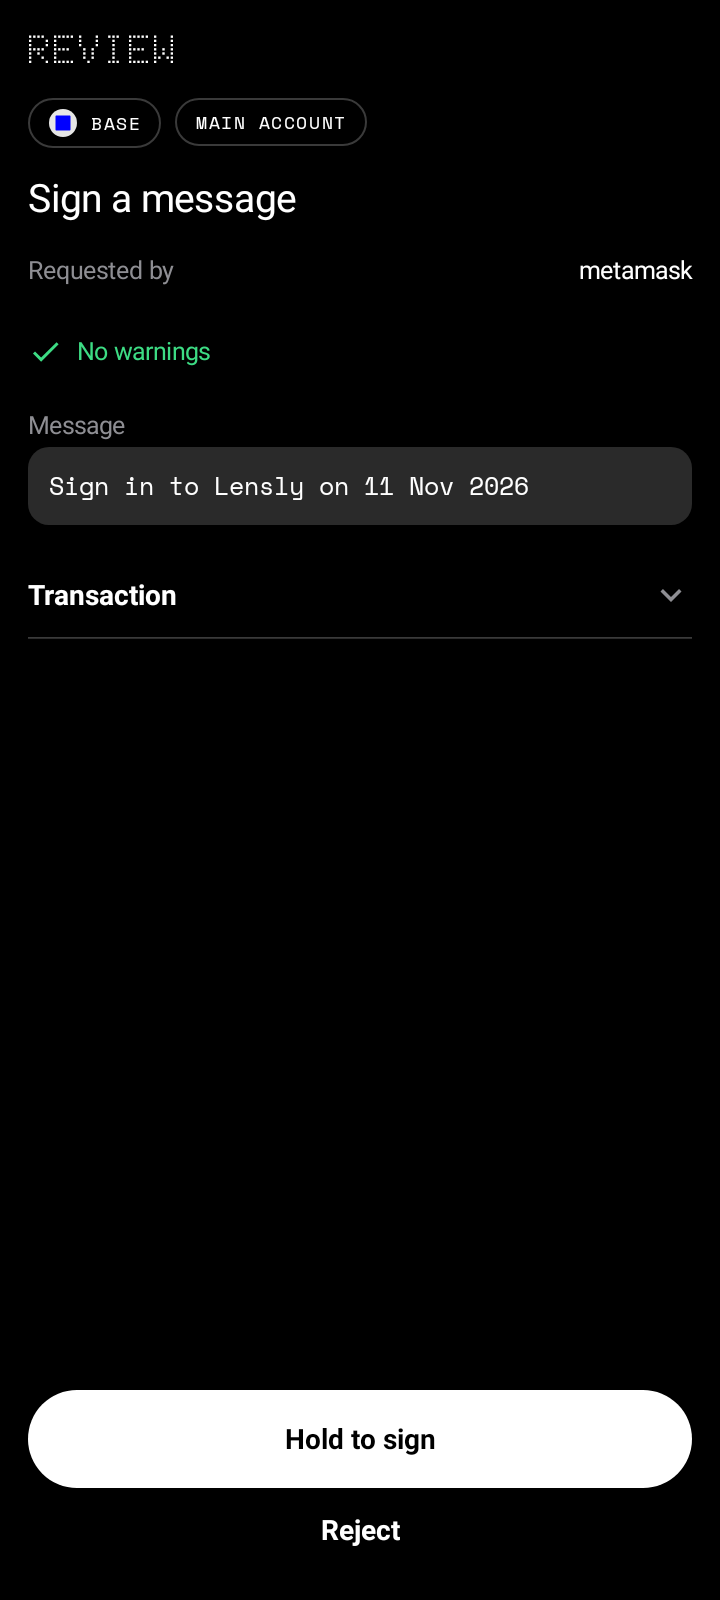 REVIEW
BASE
MAIN ACCOUNT
Sign a message
Requested by metamask
No warnings
Message
Sign in to Lensly on 11 Nov 2026
Transaction
Hold to sign
Reject